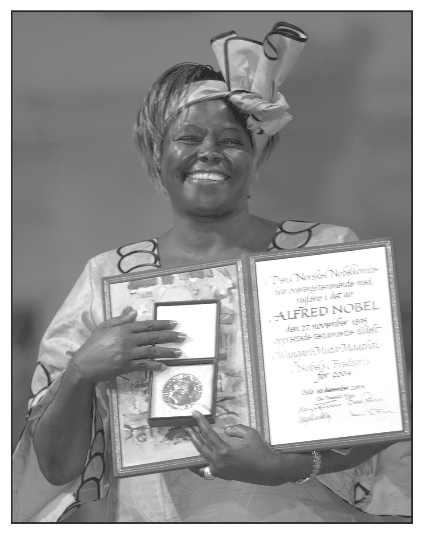 Den Norske Nobelkomite
har overensstemmende med
reglene i det av
ALFRED NOBEL
den 27. november 1895
opprettede testamente tildelt
Wangari Muta Maathai
Nobels Fredspris
for 2004
Oslo, 10. desember 2004